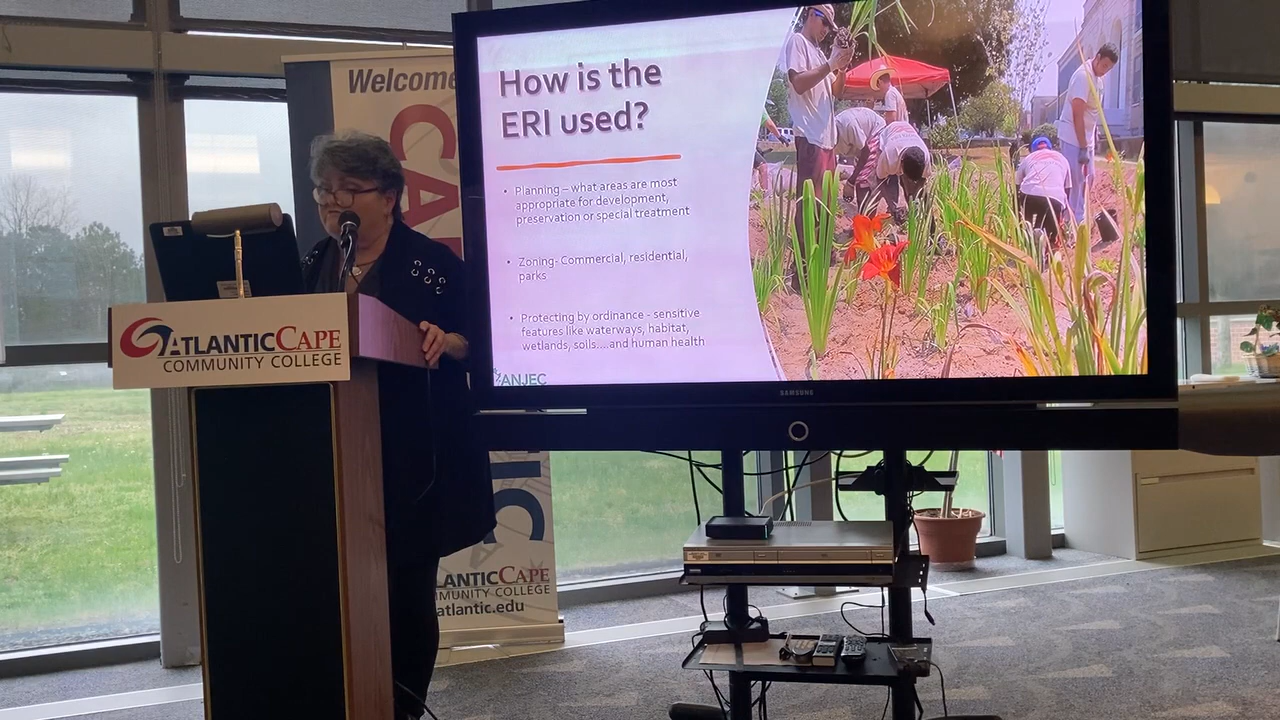 Welcome
CA
How is the
ERI used?
• Planning – what areas are most
appropriate for development,
preservation or special treatment
• Zoning- Commercial, residential,
parks
• Protecting by ordinance - sensitive
features like waterways, habitat,
wetlands, soils....and human health
ANJEC
SAMSUNG
ATLANTICCAPE
COMMUNITY COLLEGE
IC
LANTICCAPE
MUNITY COLLEGE
atlantic.edu